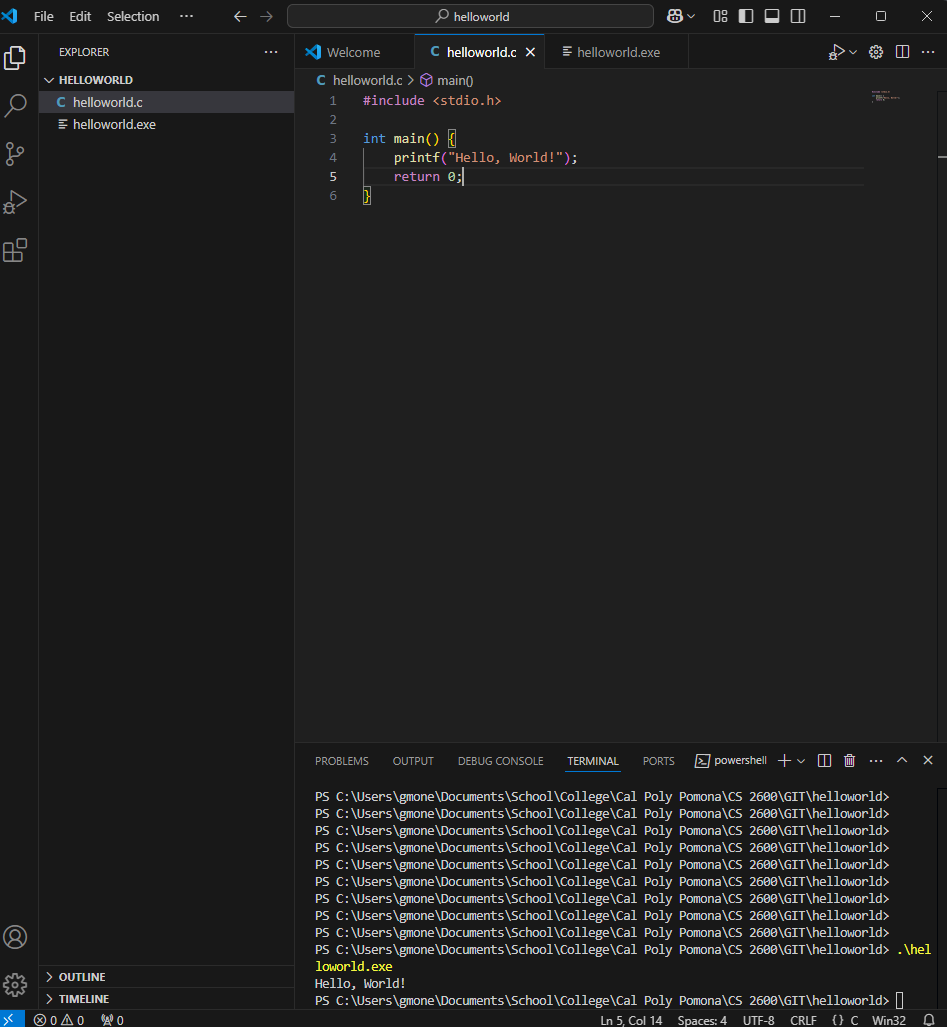 File Edit Selection ··· helloworld
EXPLORER ···
HELLOWORLD
C helloworld.c
helloworld.exe
OUTLINE
TIMELINE
Welcome C helloworld.c helloworld.exe ···
C helloworld.c > main()
1 #include <stdio.h>
2
3 int main() {
4 printf("Hello, World!");
5 return 0;
6 }
PROBLEMS OUTPUT DEBUG CONSOLE TERMINAL PORTS powershell ···
PS C:\Users\gmone\Documents\School\College\Cal Poly Pomona\CS 2600\GIT\helloworld>
PS C:\Users\gmone\Documents\School\College\Cal Poly Pomona\CS 2600\GIT\helloworld>
PS C:\Users\gmone\Documents\School\College\Cal Poly Pomona\CS 2600\GIT\helloworld>
PS C:\Users\gmone\Documents\School\College\Cal Poly Pomona\CS 2600\GIT\helloworld>
PS C:\Users\gmone\Documents\School\College\Cal Poly Pomona\CS 2600\GIT\helloworld>
PS C:\Users\gmone\Documents\School\College\Cal Poly Pomona\CS 2600\GIT\helloworld>
PS C:\Users\gmone\Documents\School\College\Cal Poly Pomona\CS 2600\GIT\helloworld>
PS C:\Users\gmone\Documents\School\College\Cal Poly Pomona\CS 2600\GIT\helloworld>
PS C:\Users\gmone\Documents\School\College\Cal Poly Pomona\CS 2600\GIT\helloworld>
PS C:\Users\gmone\Documents\School\College\Cal Poly Pomona\CS 2600\GIT\helloworld> .\hel
loworld.exe
Hello, World!
PS C:\Users\gmone\Documents\School\College\Cal Poly Pomona\CS 2600\GIT\helloworld>
0 0 0 Ln 5, Col 14 Spaces: 4 UTF-8 CRLF {} C Win32